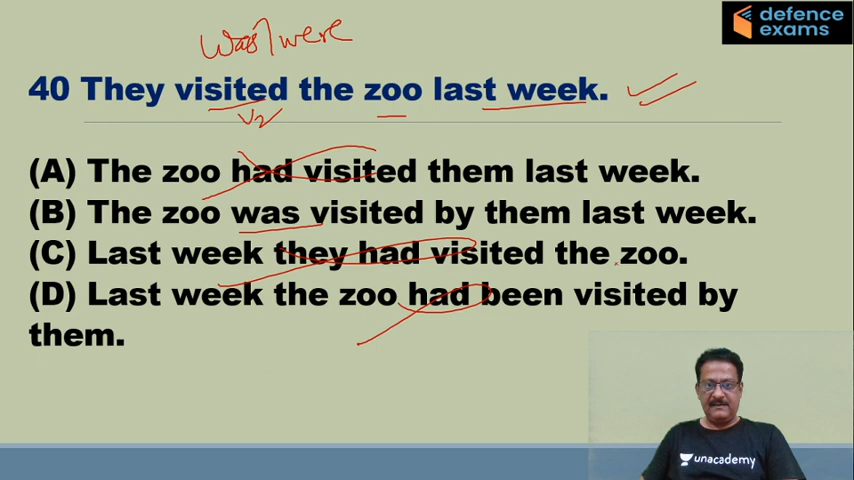 defence
exams
was/were
40 They visited the zoo last week.
V2
(A) The zoo had visited them last week.
(B) The zoo was visited by them last week.
(C) Last week they had visited the zoo.
(D) Last week the zoo had been visited by
them.
unacademy